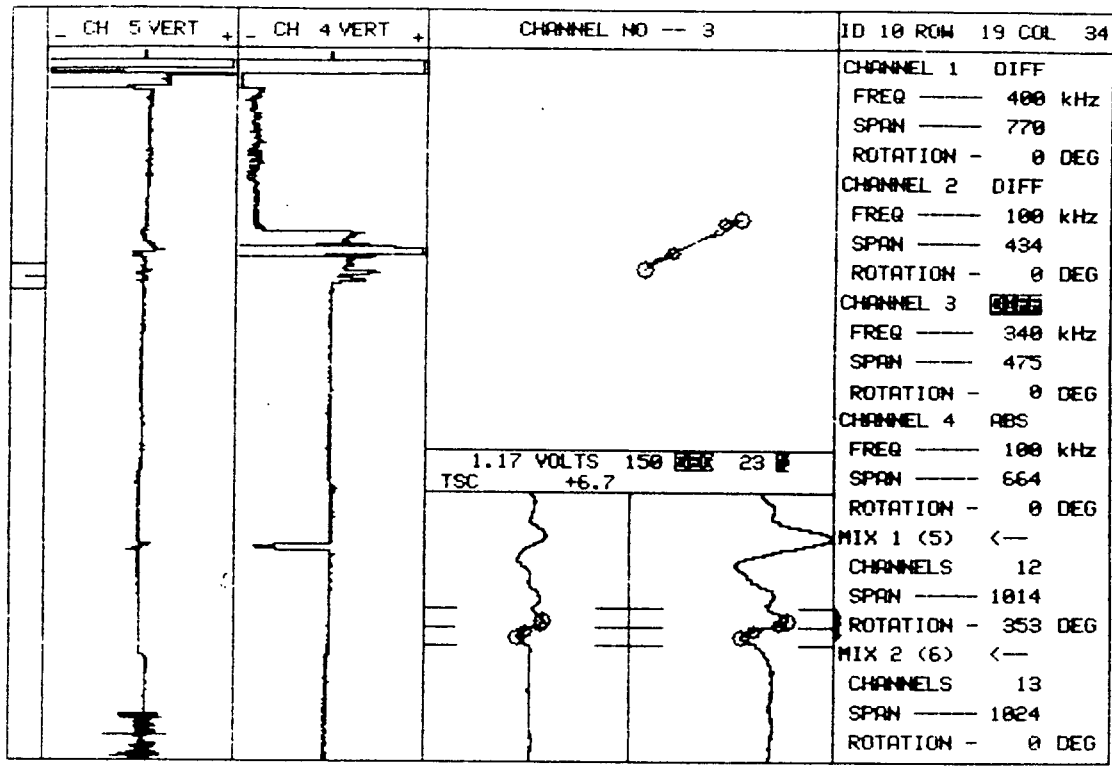 _ CH 5 VERT +
_ CH 4 VERT +
CHANNEL NO -- 3
1.17 VOLTS 150 DEG 23
TSC +6.7
ID 10 ROW 19 COL 34
CHANNEL 1 DIFF
FREQ ----- 400 kHz
SPAN ----- 770
ROTATION - 0 DEG
CHANNEL 2 DIFF
FREQ ----- 100 kHz
SPAN ----- 434
ROTATION - 0 DEG
CHANNEL 3 DIFF
FREQ ----- 340 kHz
SPAN ----- 475
ROTATION - 0 DEG
CHANNEL 4 ABS
FREQ ----- 100 kHz
SPAN ----- 664
ROTATION - 0 DEG
MIX 1 (5) <--
CHANNELS 12
SPAN ----- 1014
ROTATION - 353 DEG
MIX 2 (6) <--
CHANNELS 13
SPAN ----- 1024
ROTATION - 0 DEG